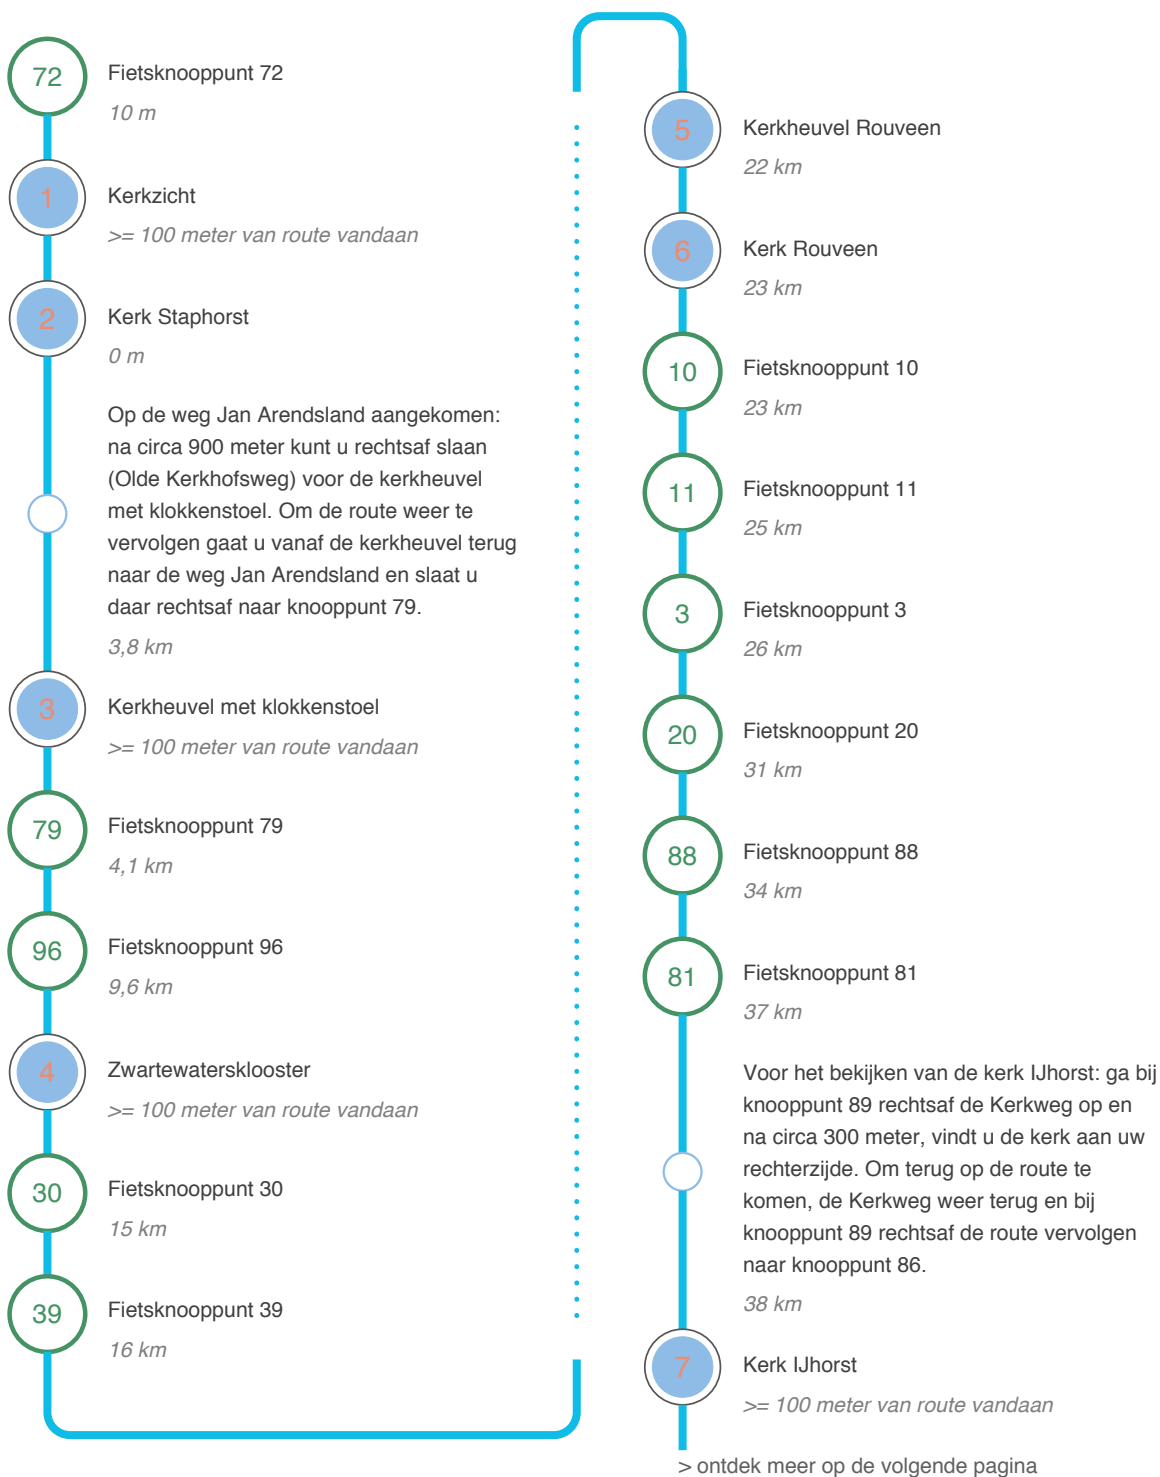 72
Fietsknooppunt 72
10 m
1
Kerkzicht
>= 100 meter van route vandaan
2
Kerk Staphorst
0 m
Op de weg Jan Arendsland aangekomen:
na circa 900 meter kunt u rechtsaf slaan
(Olde Kerkhofsweg) voor de kerkheuvel
met klokkenstoel. Om de route weer te
vervolgen gaat u vanaf de kerkheuvel terug
naar de weg Jan Arendsland en slaat u
daar rechtsaf naar knooppunt 79.
3,8 km
3
Kerkheuvel met klokkenstoel
>= 100 meter van route vandaan
79
Fietsknooppunt 79
4,1 km
96
Fietsknooppunt 96
9,6 km
4
Zwartewatersklooster
>= 100 meter van route vandaan
30
Fietsknooppunt 30
15 km
39
Fietsknooppunt 39
16 km
5
Kerkheuvel Rouveen
22 km
6
Kerk Rouveen
23 km
10
Fietsknooppunt 10
23 km
11
Fietsknooppunt 11
25 km
3
Fietsknooppunt 3
26 km
20
Fietsknooppunt 20
31 km
88
Fietsknooppunt 88
34 km
81
Fietsknooppunt 81
37 km
Voor het bekijken van de kerk IJhorst: ga bij
knooppunt 89 rechtsaf de Kerkweg op en
na circa 300 meter, vindt u de kerk aan uw
rechterzijde. Om terug op de route te
komen, de Kerkweg weer terug en bij
knooppunt 89 rechtsaf de route vervolgen
naar knooppunt 86.
38 km
7
Kerk IJhorst
>= 100 meter van route vandaan
> ontdek meer op de volgende pagina